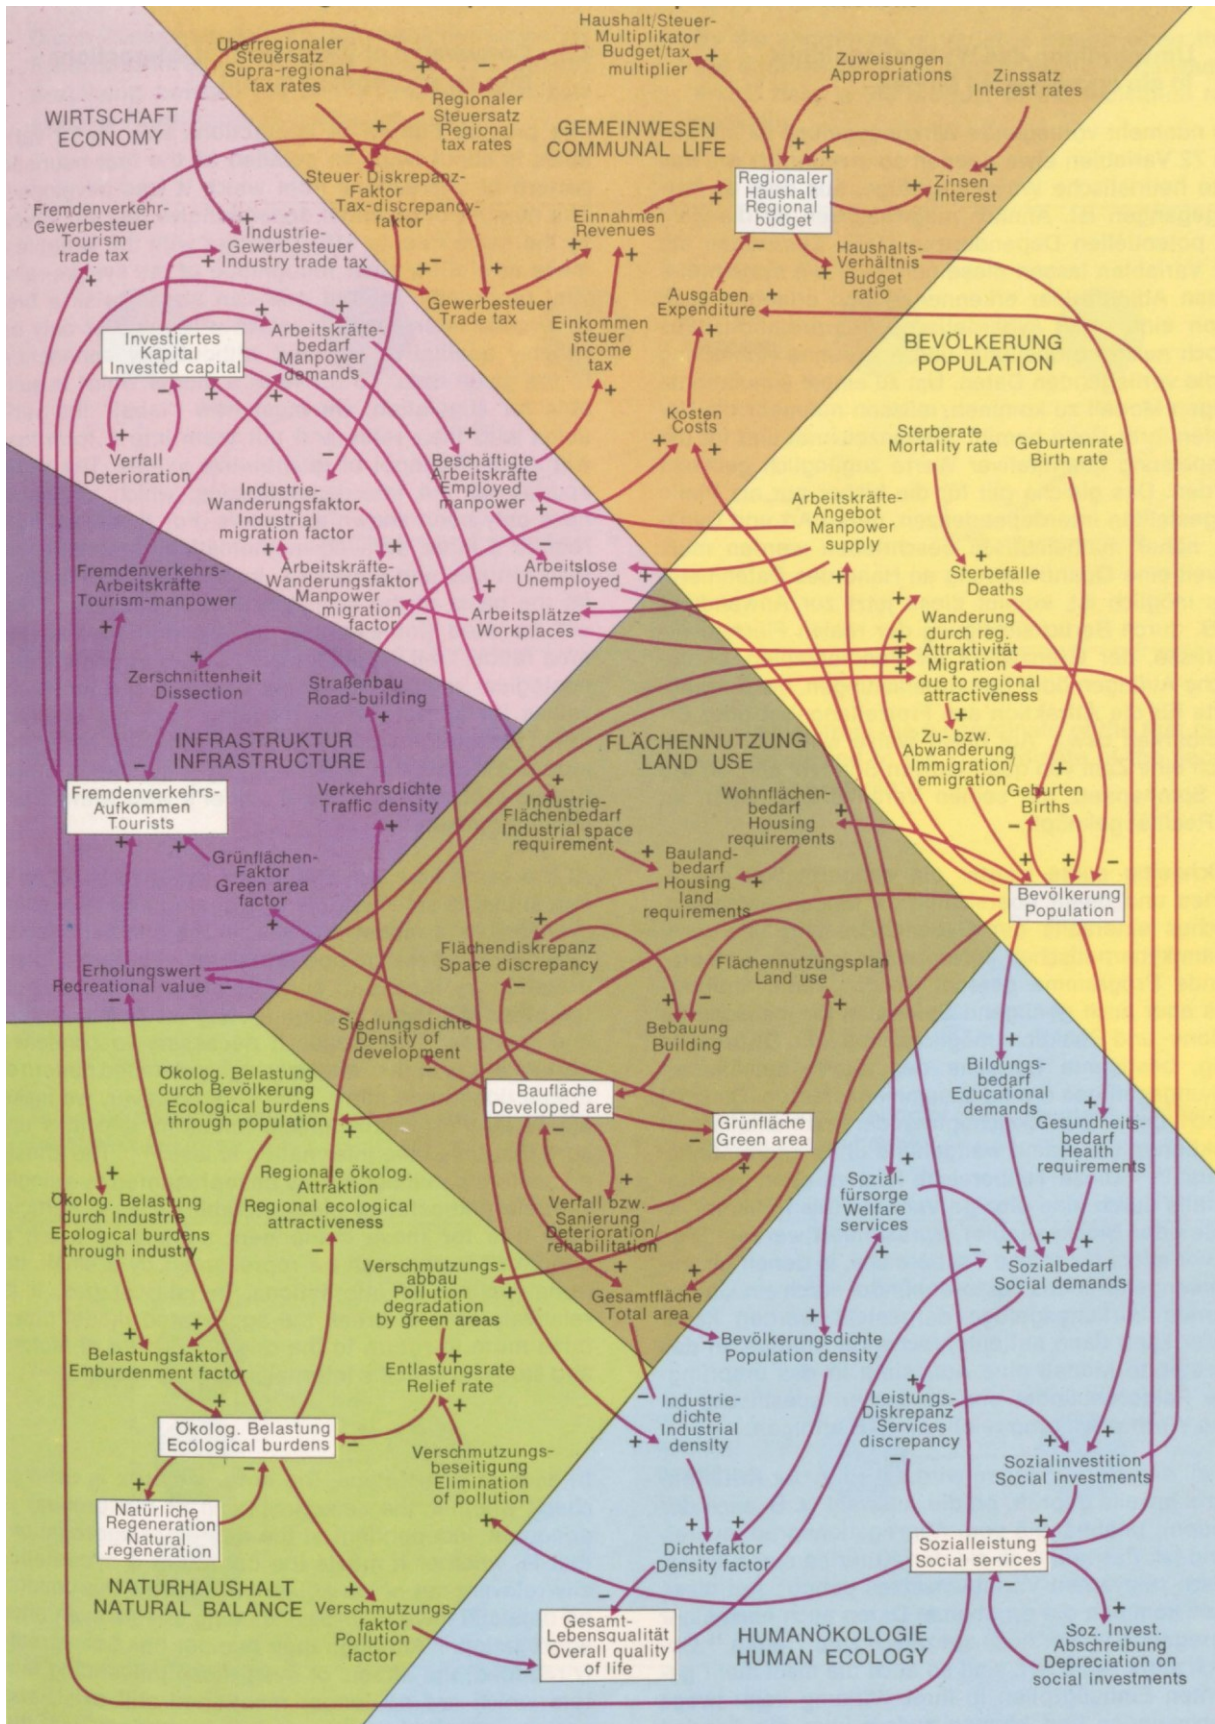 Haushalt/Steuer-
Multiplikator
Budget/tax
multiplier
Überregionaler
Steuersatz
Supra-regional
tax rates
Zuweisungen
Appropriations
Zinssatz
Interest rates
WIRTSCHAFT
ECONOMY
Regionaler
Steuersatz
Regional
tax rates
GEMEINWESEN
COMMUNAL LIFE
Steuer Diskrepanz-
Faktor
Tax-discrepancy-
faktor
Regionaler
Haushalt
Regional
budget
Zinsen
Interest
Fremdenverkehr-
Gewerbesteuer
Tourism
trade tax
Industrie-
Gewerbesteuer
Industry trade tax
Einnahmen
Revenues
Haushalts-
Verhältnis
Budget
ratio
Gewerbesteuer
Trade tax
Ausgaben
Expenditure
Einkommen
steuer
Income
tax
Investiertes
Kapital
Invested capital
Arbeitskräfte-
bedarf
Manpower
demands
BEVÖLKERUNG
POPULATION
Kosten
Costs
Sterberate
Mortality rate
Geburtenrate
Birth rate
Verfall
Deterioration
Beschäftigte
Arbeitskräfte
Employed
manpower
Industrie-
Wanderungsfaktor
Industrial
migration factor
Arbeitskräfte-
Angebot
Manpower
supply
Fremdenverkehrs-
Arbeitskräfte
Tourism-manpower
Arbeitskräfte-
Wanderungsfaktor
Manpower
migration
factor
Arbeitslose
Unemployed
Sterbefälle
Deaths
Arbeitsplätze
Workplaces
Wanderung
durch reg.
Attraktivität
Migration
due to regional
attractiveness
Zerschnittenheit
Dissection
Straßenbau
Road-building
INFRASTRUKTUR
INFRASTRUCTURE
FLÄCHENNUTZUNG
LAND USE
Zu- bzw.
Abwanderung
Immigration/
emigration
Fremdenverkehrs-
Aufkommen
Tourists
Verkehrsdichte
Traffic density
Industrie-
Flächenbedarf
Industrial space
requirement
Wohnflächen-
bedarf
Housing
requirements
Geburten
Births
Grünflächen-
Faktor
Green area
factor
Bauland-
bedarf
Housing
land
requirements
Bevölkerung
Population
Erholungswert
Recreational value
Flächendiskrepanz
Space discrepancy
Flächennutzungsplan
Land use
Siedlungsdichte
Density of
development
Bebauung
Building
Ökolog. Belastung
durch Bevölkerung
Ecological burdens
through population
Baufläche
Developed are
Grünfläche
Green area
Bildungs-
bedarf
Educational
demands
Gesundheits-
bedarf
Health
requirements
Regionale ökolog.
Attraktion
Regional ecological
attractiveness
Ökolog. Belastung
durch Industrie
Ecological burdens
through industry
Verfall bzw.
Sanierung
Deterioration/
rehabilitation
Sozial-
fürsorge
Welfare
services
Verschmutzungs-
abbau
Pollution
degradation
by green areas
Gesamtfläche
Total area
Sozialbedarf
Social demands
Belastungsfaktor
Emburdenment factor
Entlastungsrate
Relief rate
Bevölkerungsdichte
Population density
Industrie-
dichte
Industrial
density
Leistungs-
Diskrepanz
Services
discrepancy
Ökolog. Belastung
Ecological burdens
Verschmutzungs-
beseitigung
Elimination
of pollution
Sozialinvestition
Social investments
Natürliche
Regeneration
Natural
regeneration
Dichtefaktor
Density factor
Sozialleistung
Social services
NATURHAUSHALT
NATURAL BALANCE
Verschmutzungs-
faktor
Pollution
factor
Gesamt-
Lebensqualität
Overall quality
of life
HUMANÖKOLOGIE
HUMAN ECOLOGY
Soz. Invest.
Abschreibung
Depreciation on
social investments